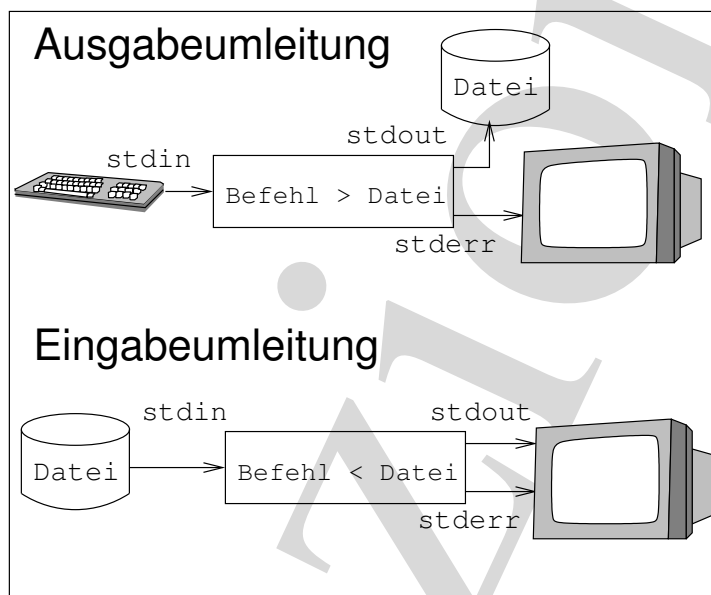 Ausgabeumleitung
Datei
stdout
stdin
Befehl > Datei
stderr
Eingabeumleitung
stdin
stdout
Datei
Befehl < Datei
stderr